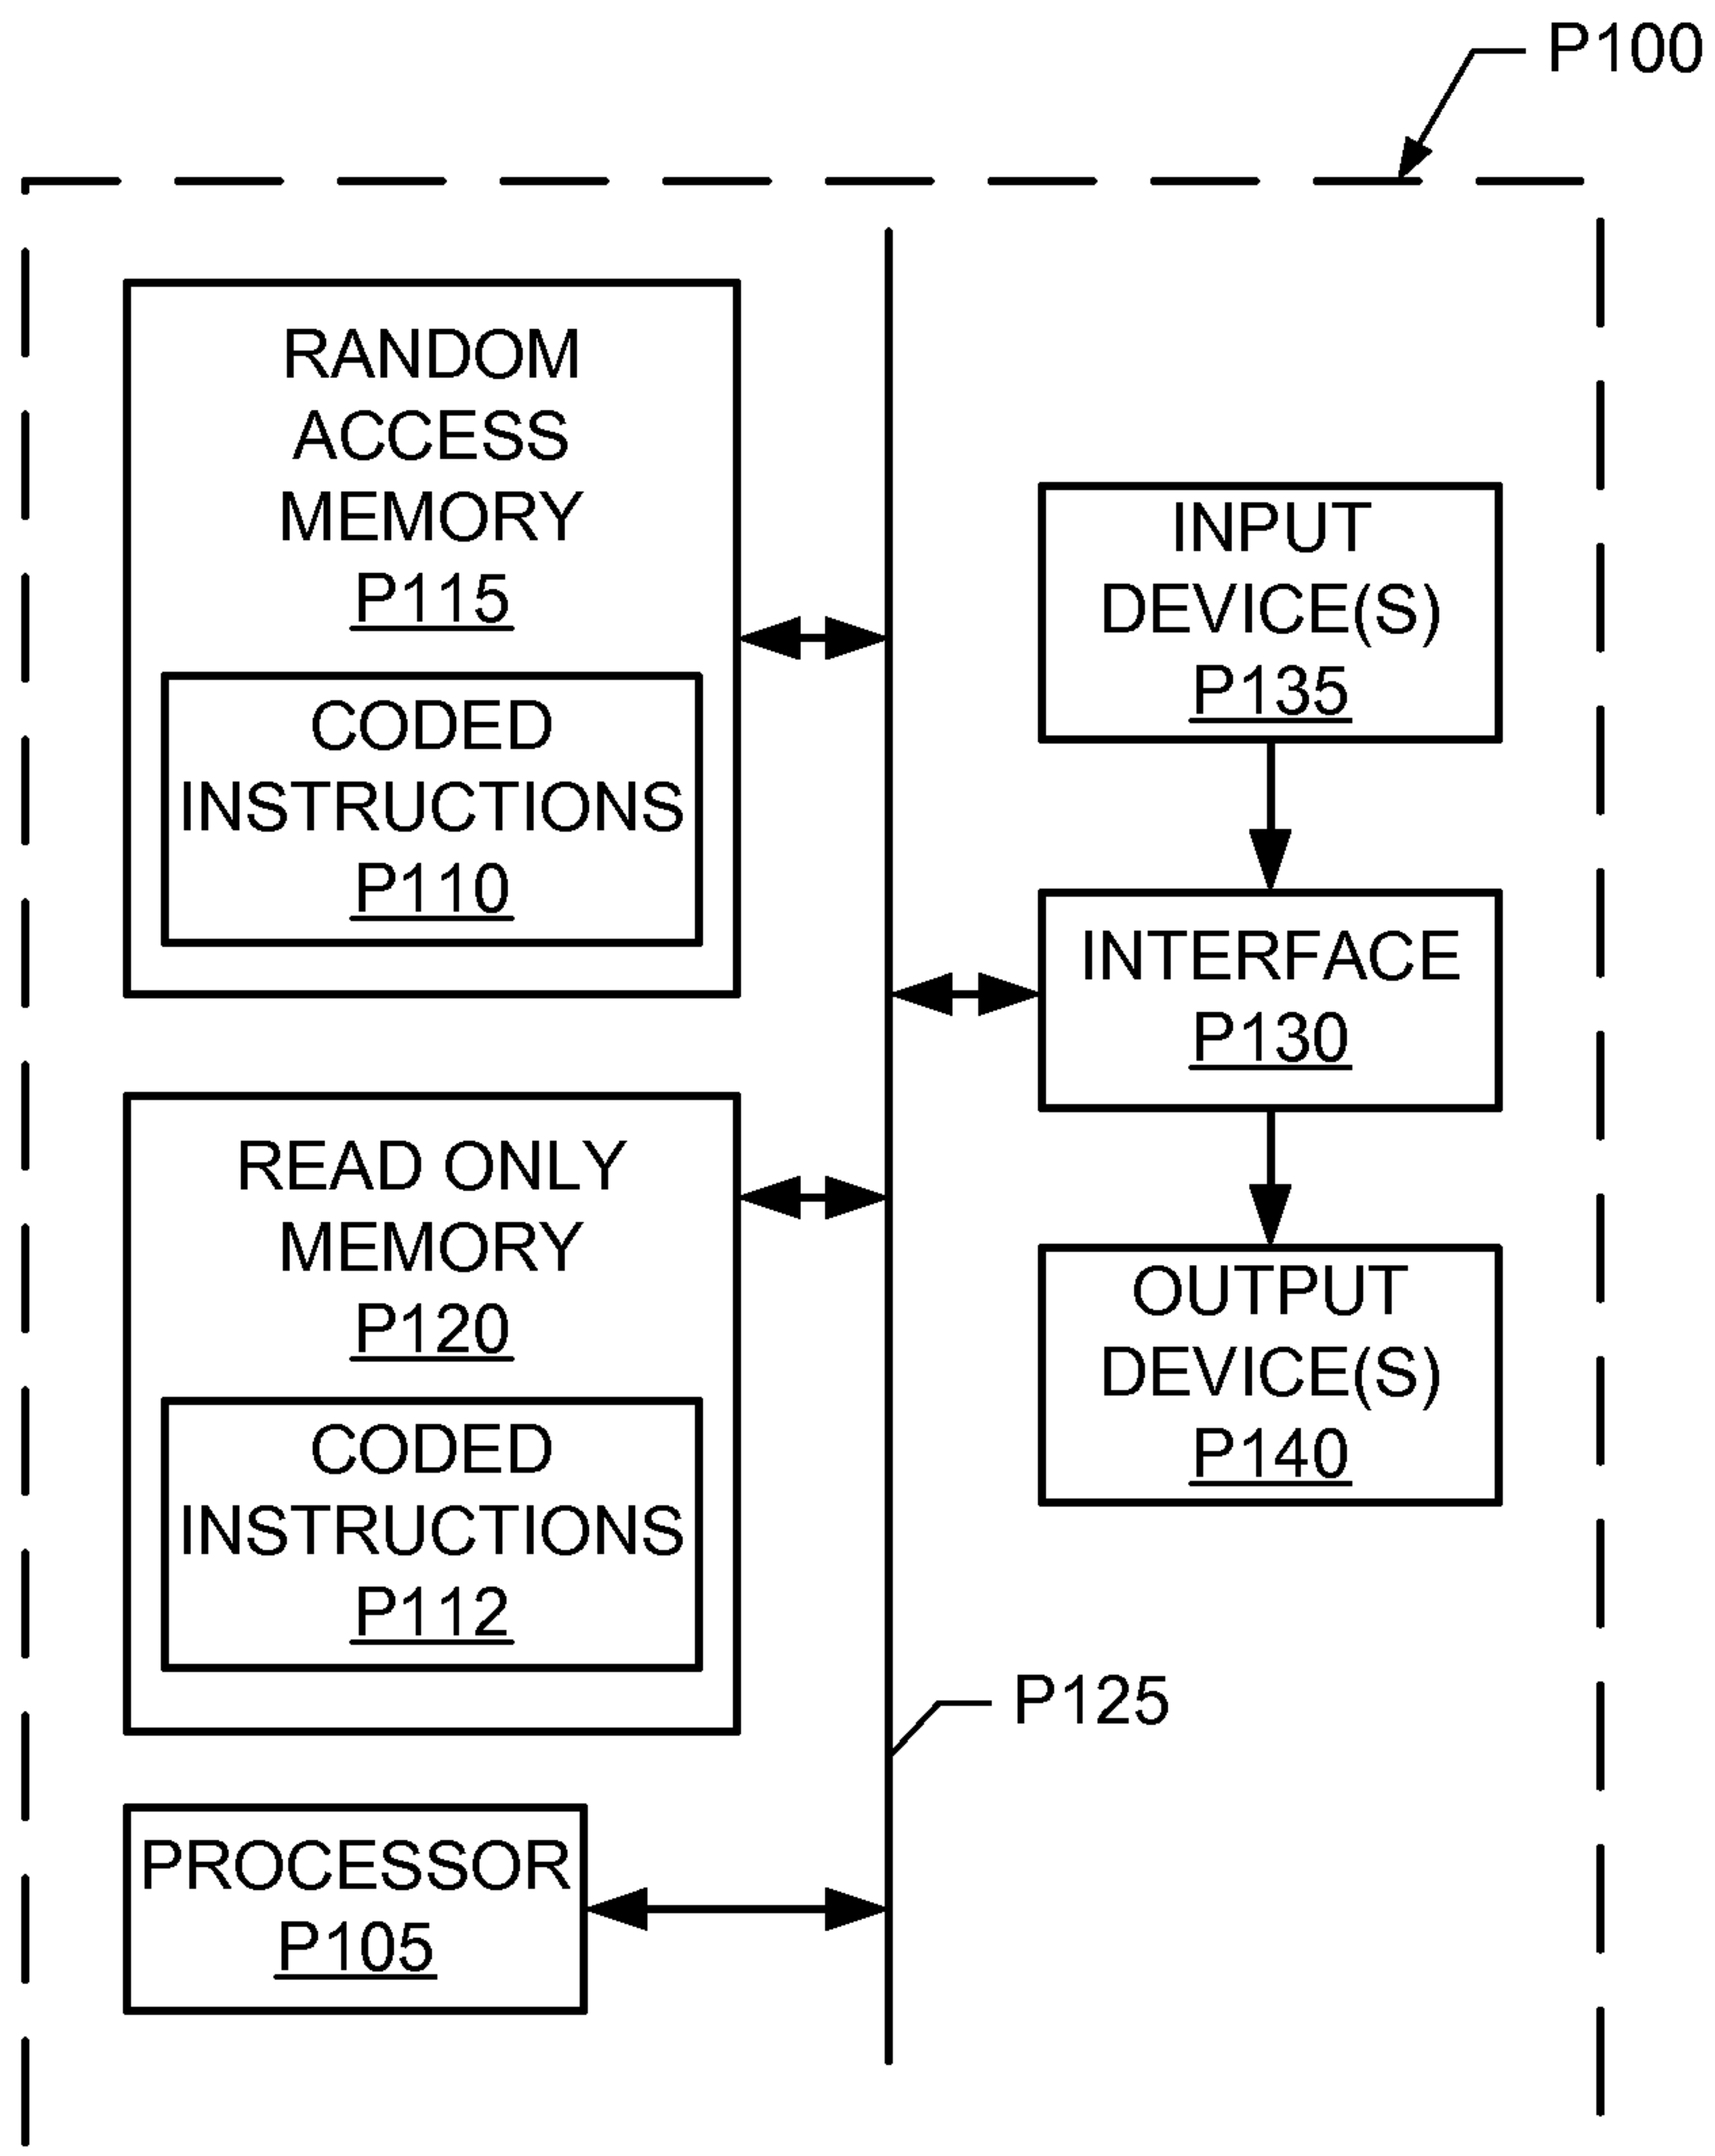 P100
RANDOM
ACCESS
MEMORY
P115
CODED
INSTRUCTIONS
P110
READ ONLY
MEMORY
P120
CODED
INSTRUCTIONS
P112
PROCESSOR
P105
INPUT
DEVICE(S)
P135
INTERFACE
P130
OUTPUT
DEVICE(S)
P140
P125